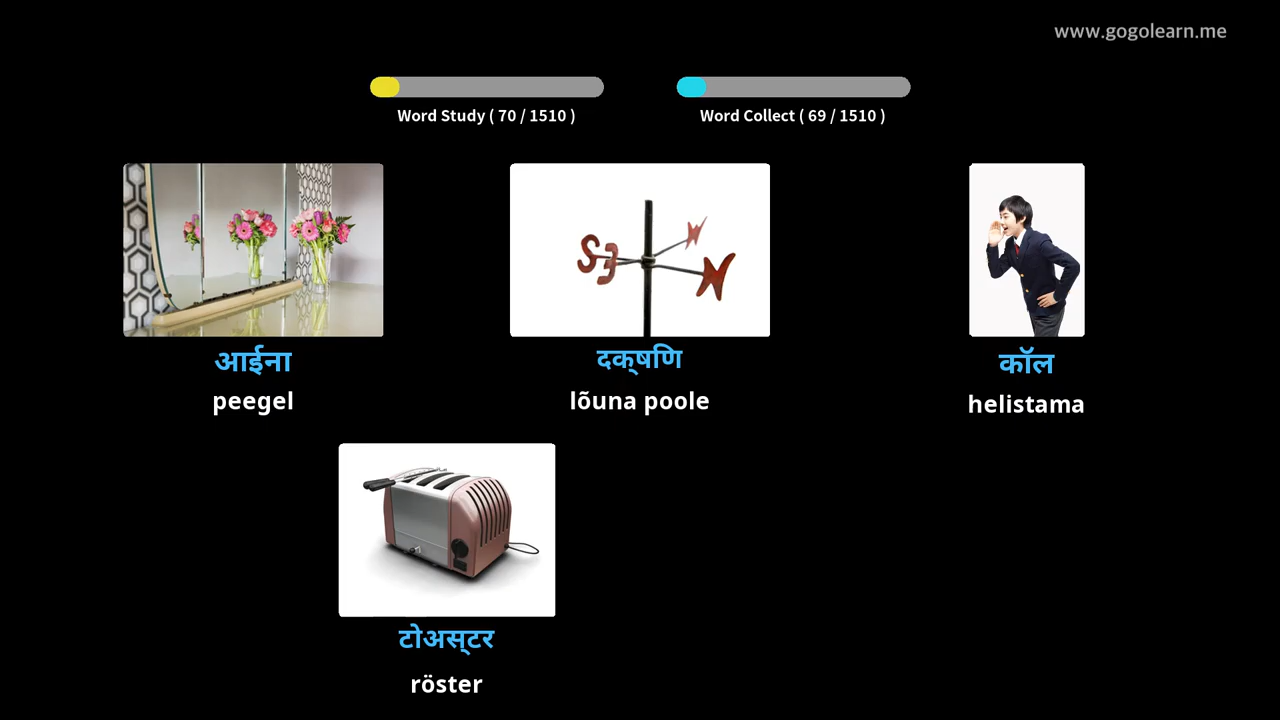 www.gogolearn.me
Word Study ( 70 / 1510 )
Word Collect ( 69 / 1510 )
आईना
peegel
दक्षणि
lõuna poole
कॉल
helistama
टोअस्टर
röster